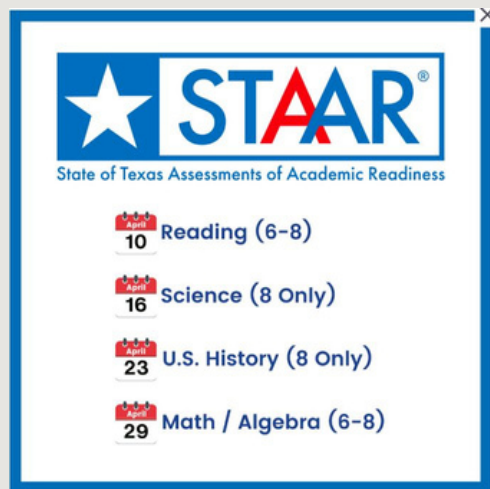 STAAR®
State of Texas Assessments of Academic Readiness
April
10 Reading (6-8)
April
16 Science (8 Only)
April
23 U.S. History (8 Only)
April
29 Math / Algebra (6-8)